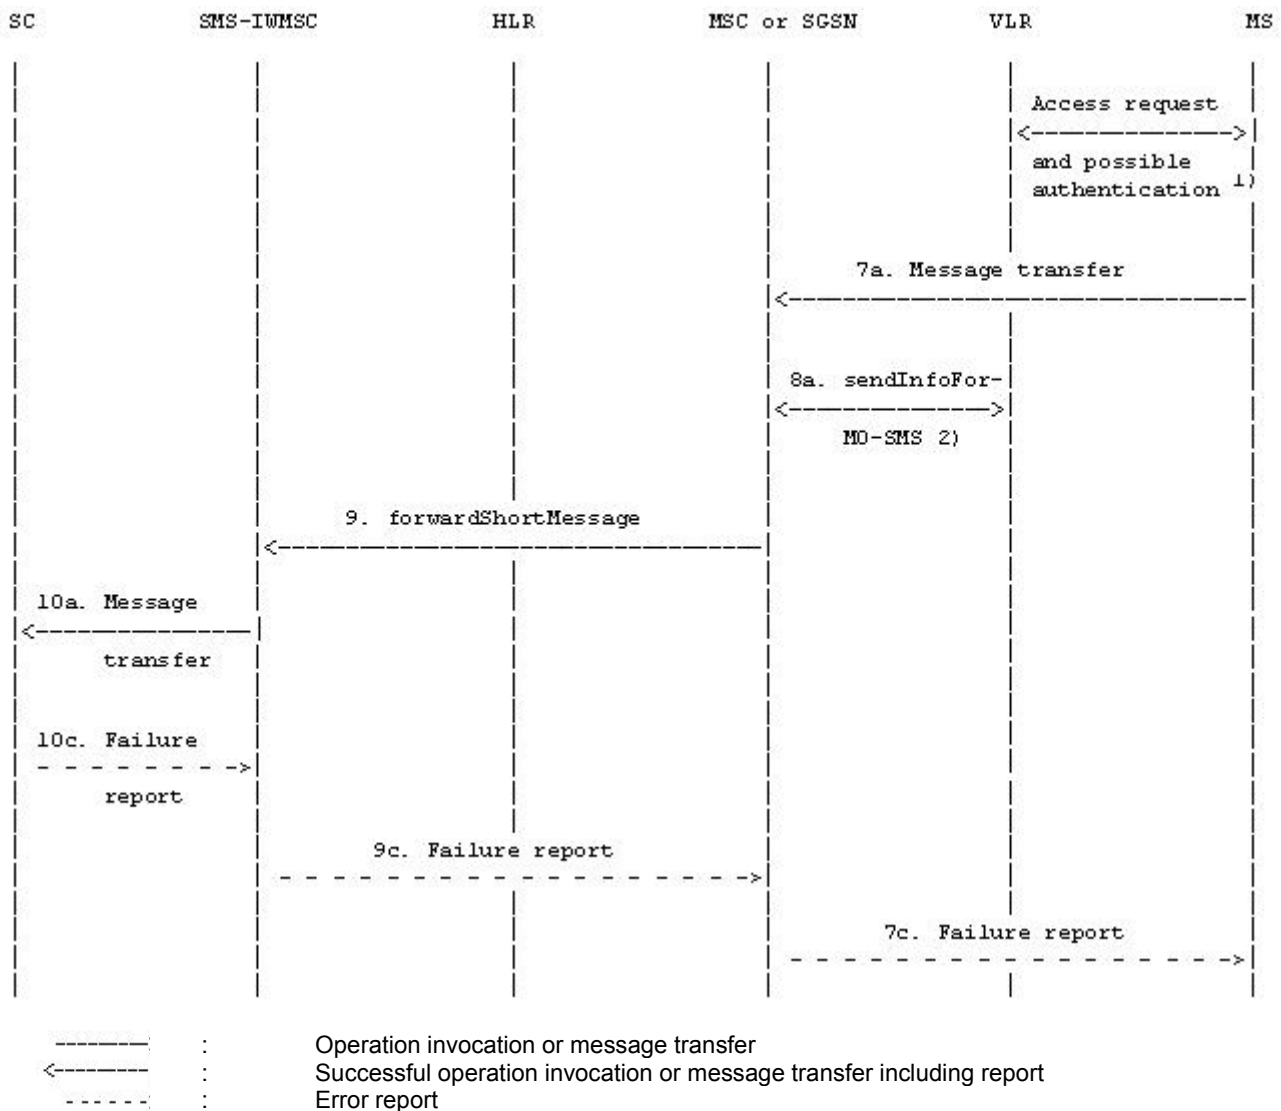 SC SMS-IWMSC HLR MSC or SGSN VLR MS
Access request
and possible
authentication 1)
7a. Message transfer
8a. sendInfoFor-
MO-SMS 2)
9. forwardShortMessage
10a. Message
transfer
10c. Failure
report
9c. Failure report
7c. Failure report
: Operation invocation or message transfer
: Successful operation invocation or message transfer including report
: Error report